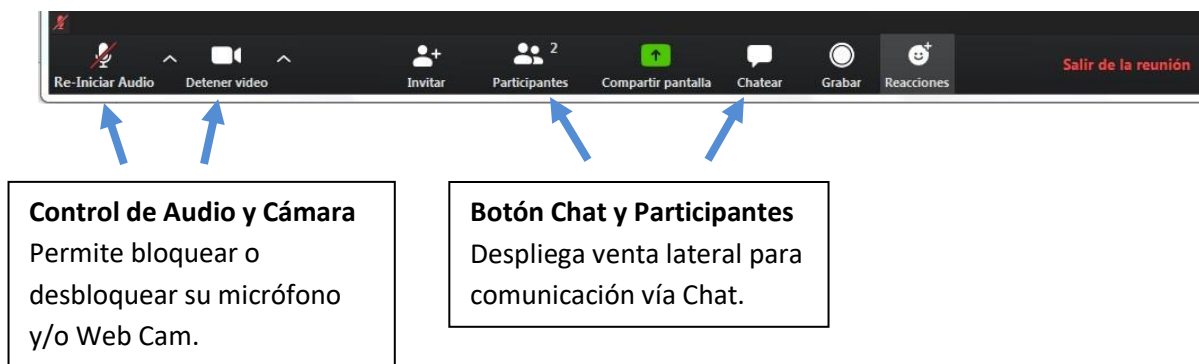 2
Re-Iniciar Audio Detener video Invitar Participantes Compartir pantalla Chatear Grabar Reacciones Salir de la reunión
Control de Audio y Cámara
Permite bloquear o
desbloquear su micrófono
y/o Web Cam.
Botón Chat y Participantes
Despliega venta lateral para
comunicación vía Chat.